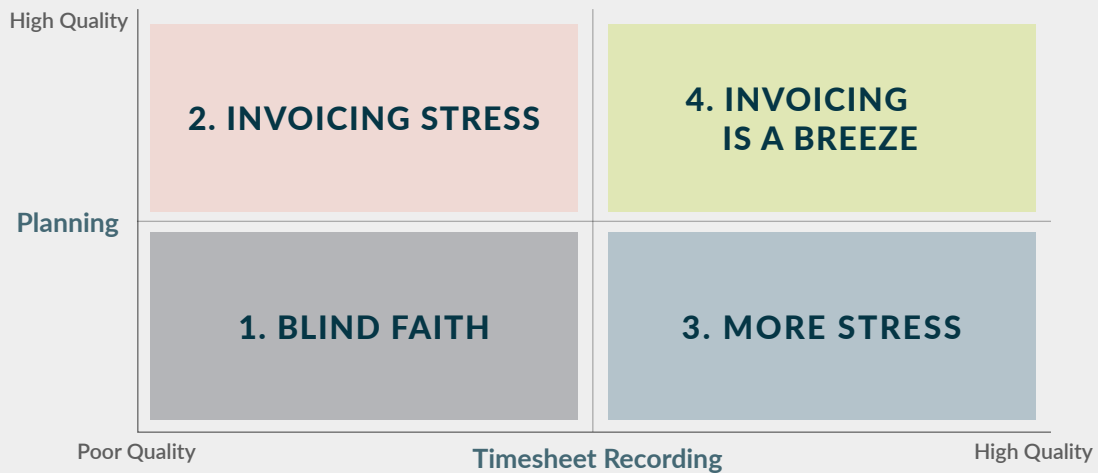 High Quality
2. INVOICING STRESS
4. INVOICING
IS A BREEZE
Planning
1. BLIND FAITH
3. MORE STRESS
Poor Quality
Timesheet Recording
High Quality